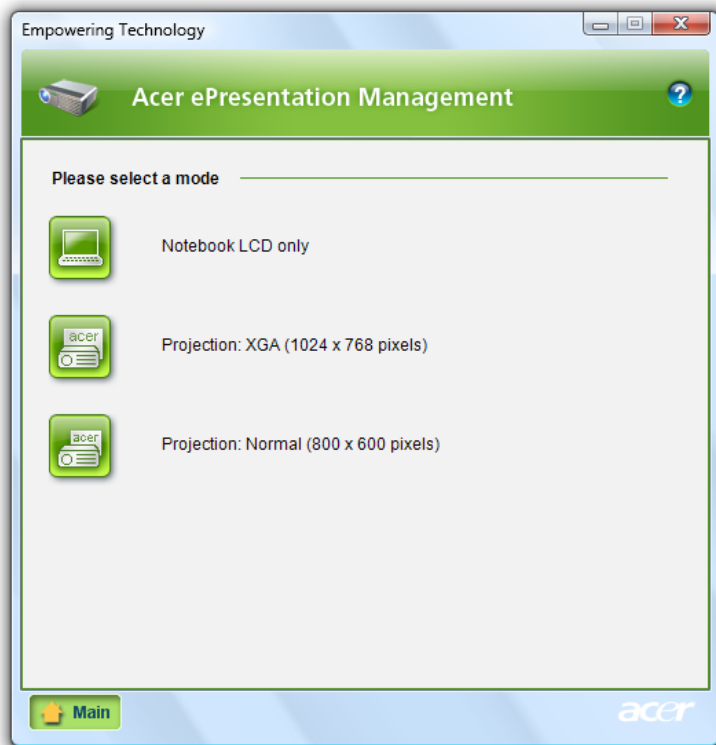 Empowering Technology
Acer ePresentation Management
?
Please select a mode
Notebook LCD only
acer
Projection: XGA (1024 x 768 pixels)
acer
Projection: Normal (800 x 600 pixels)
Main
acer